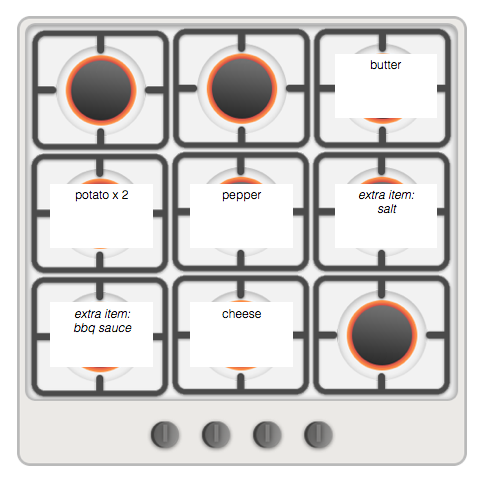 butter
potato x 2
pepper
extra item:
salt
extra item:
bbq sauce
cheese